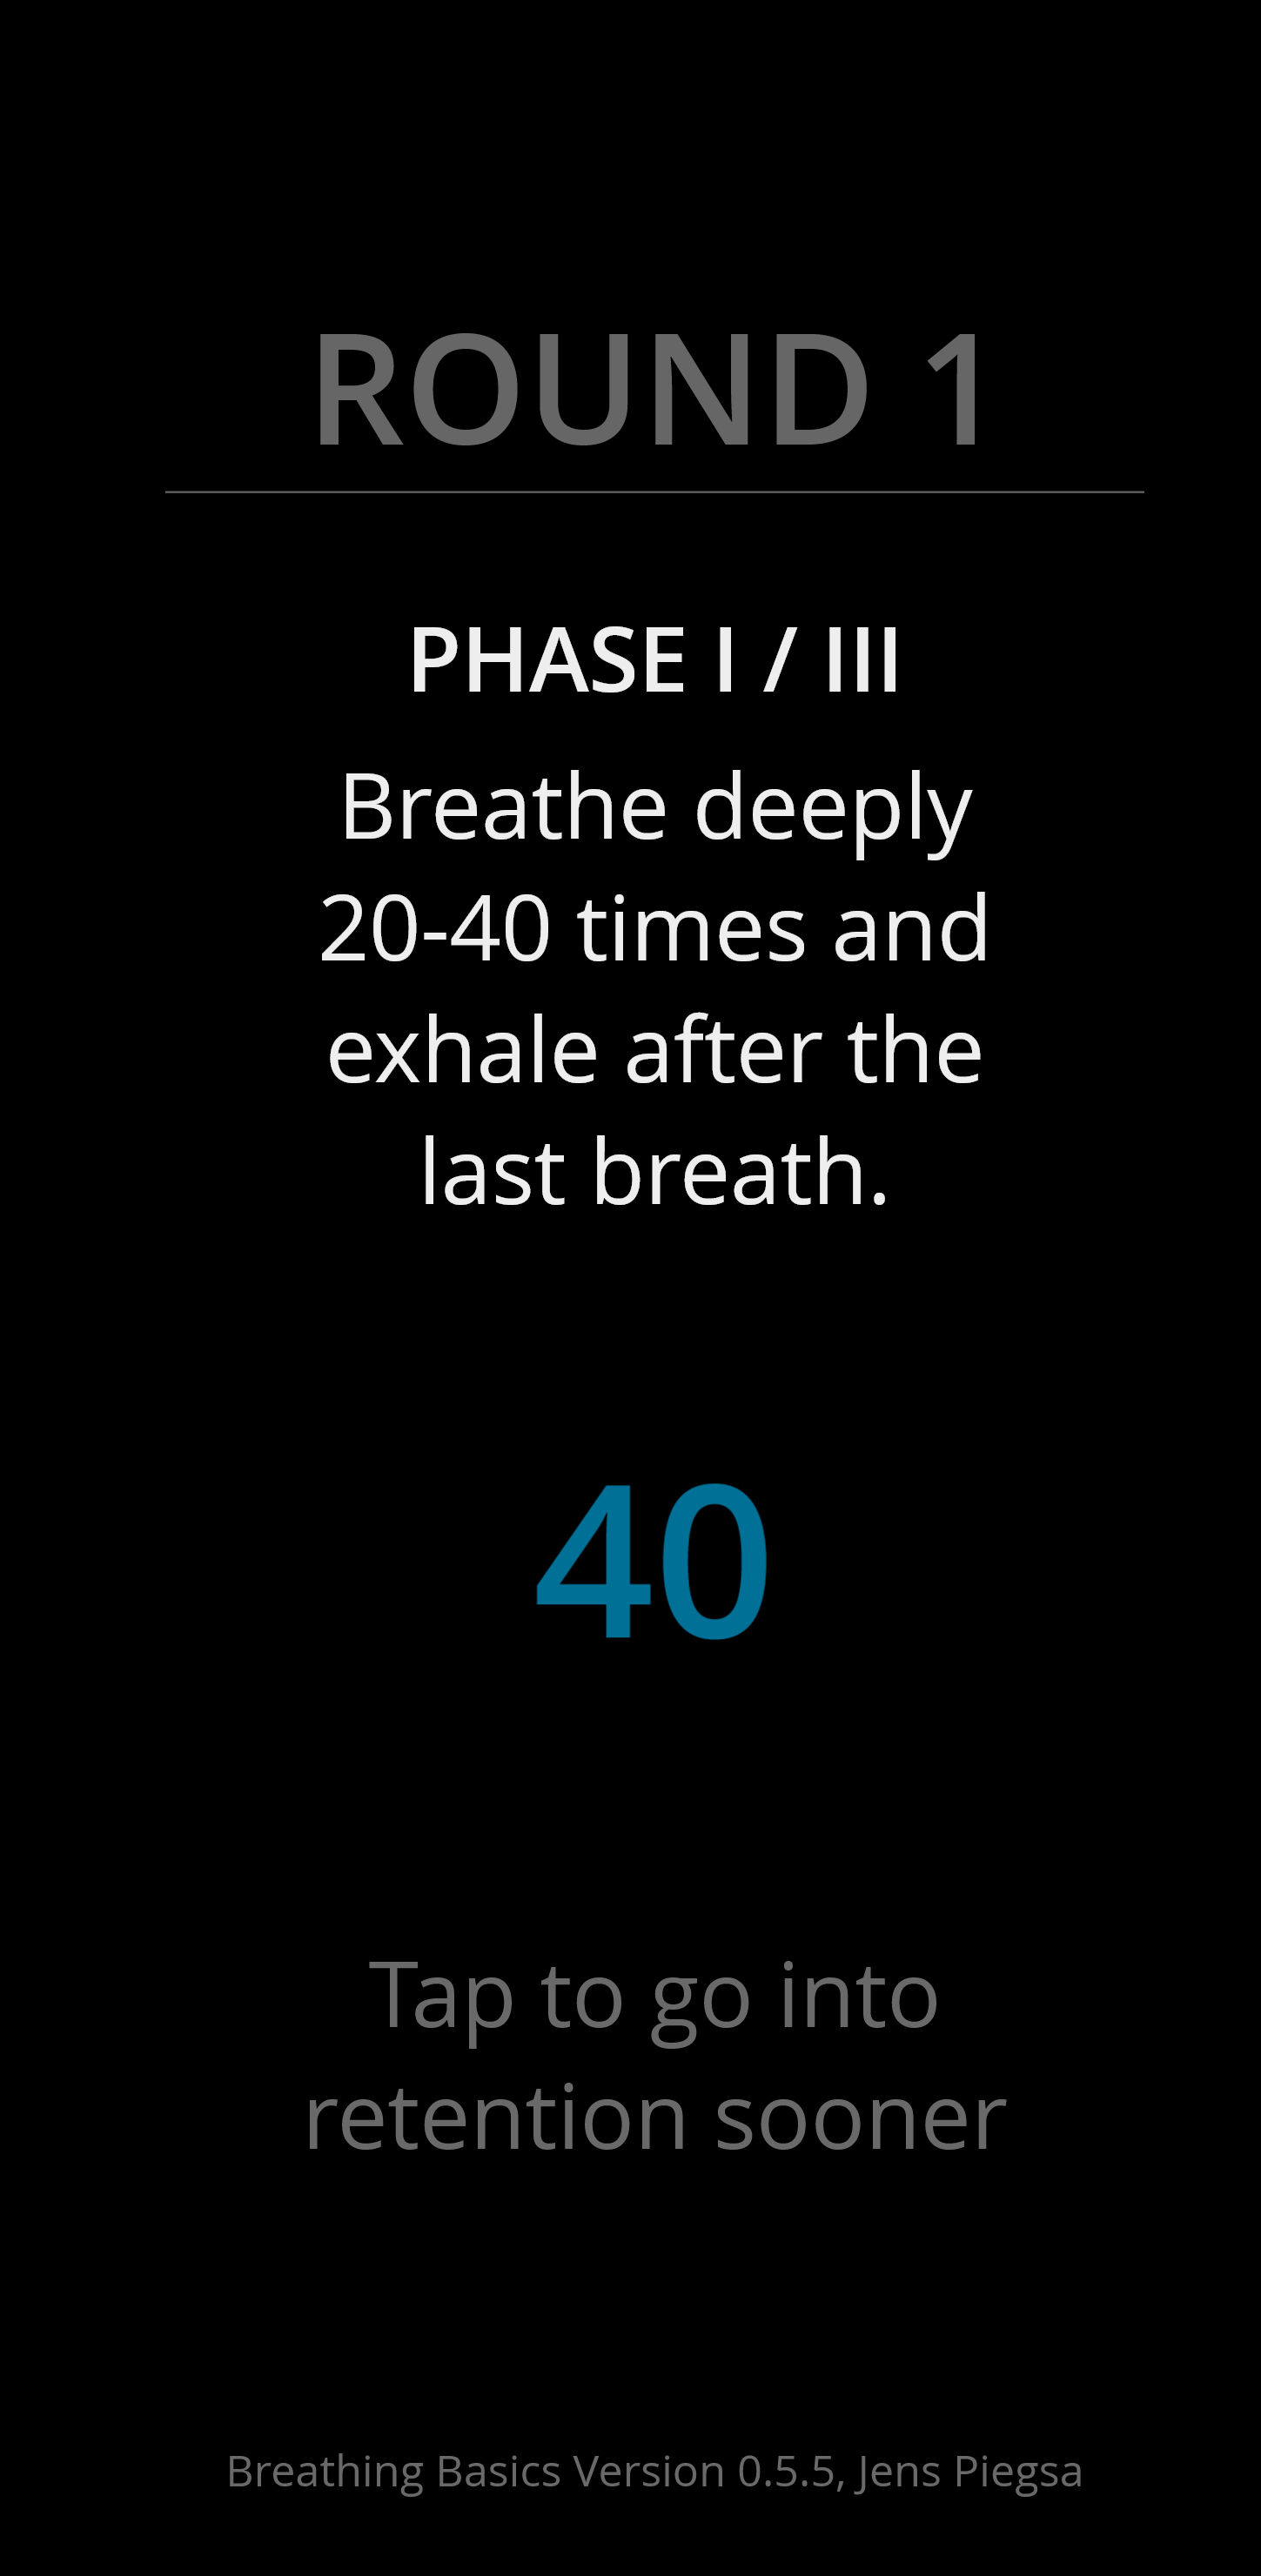 ROUND 1
PHASE I / III
Breathe deeply
20-40 times and
exhale after the
last breath.
40
Tap to go into
retention sooner
Breathing Basics Version 0.5.5, Jens Piegsa